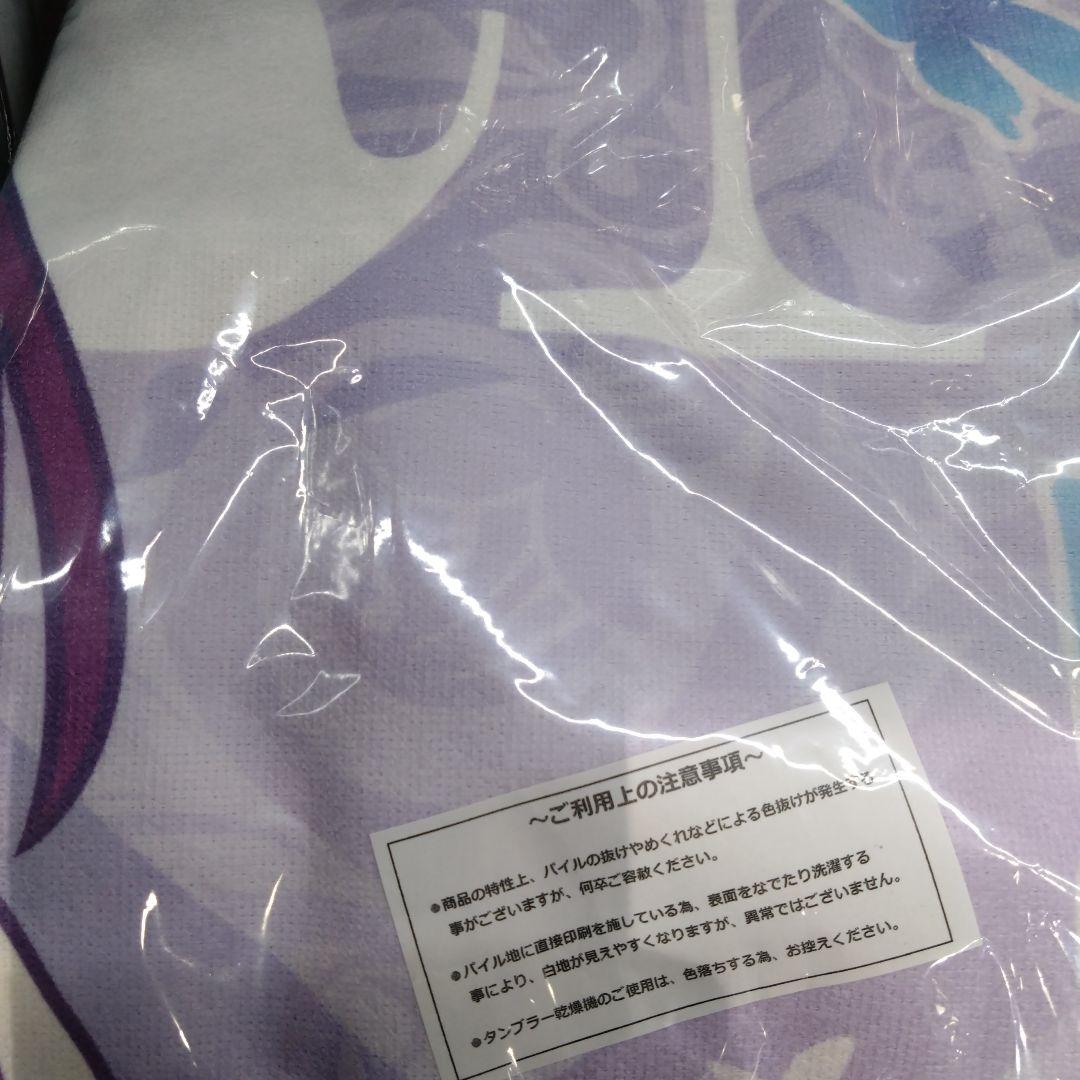 ～ご利用上の注意事項～
●商品の特性上、パイルの抜けやめくれなどによる色抜けが発生する
事がございますが、何卒ご容赦ください。
●パイル地に直接印刷を施している為、表面をなでたり洗濯する
事により、白地が見えやすくなりますが、異常ではございません。
●タンブラー乾燥機のご使用は、色落ちする為、お控えください。